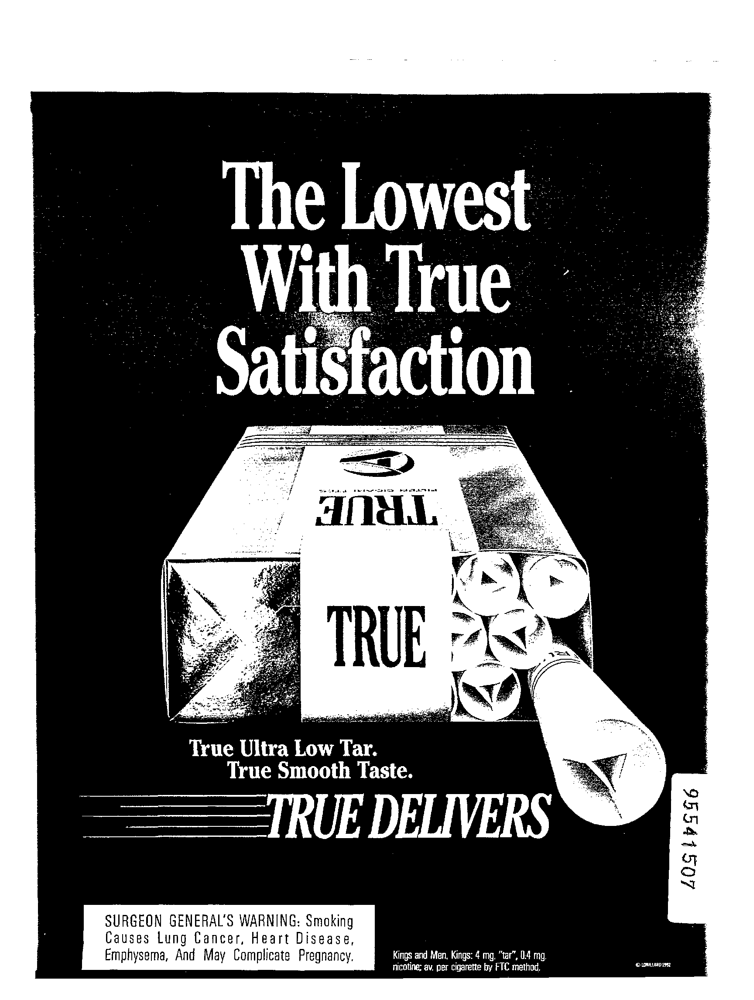 The Lowest
With True
Satisfaction
TRUE
TRUE
True Ultra Low Tar.
True Smooth Taste.
TRUE DELIVERS
95541507
SURGEON GENERAL'S WARNING: Smoking
Causes Lung Cancer, Heart Disease,
Emphysema, And May Complicate Pregnancy.
Kings and Men. Kings: 4 mg. "tar", 0.4 mg.
nicotine; av. per cigarette by FTC method.
© LORILLARD 1992